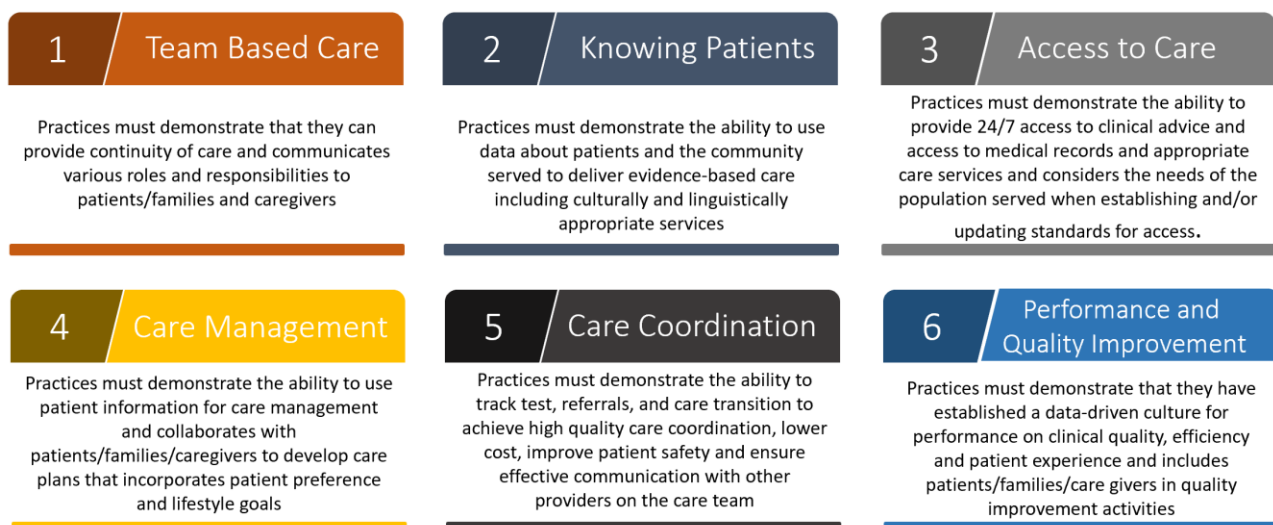 1
Team Based Care
Practices must demonstrate that they can
provide continuity of care and communicates
various roles and responsibilities to
patients/families and caregivers
2
Knowing Patients
Practices must demonstrate the ability to use
data about patients and the community
served to deliver evidence-based care
including culturally and linguistically
appropriate services
3
Access to Care
Practices must demonstrate the ability to
provide 24/7 access to clinical advice and
access to medical records and appropriate
care services and considers the needs of the
population served when establishing and/or
updating standards for access.
4
Care Management
Practices must demonstrate the ability to use
patient information for care management
and collaborates with
patients/families/caregivers to develop care
plans that incorporates patient preference
and lifestyle goals
5
Care Coordination
Practices must demonstrate the ability to
track test, referrals, and care transition to
achieve high quality care coordination, lower
cost, improve patient safety and ensure
effective communication with other
providers on the care team
6
Performance and
Quality Improvement
Practices must demonstrate that they have
established a data-driven culture for
performance on clinical quality, efficiency
and patient experience and includes
patients/families/care givers in quality
improvement activities